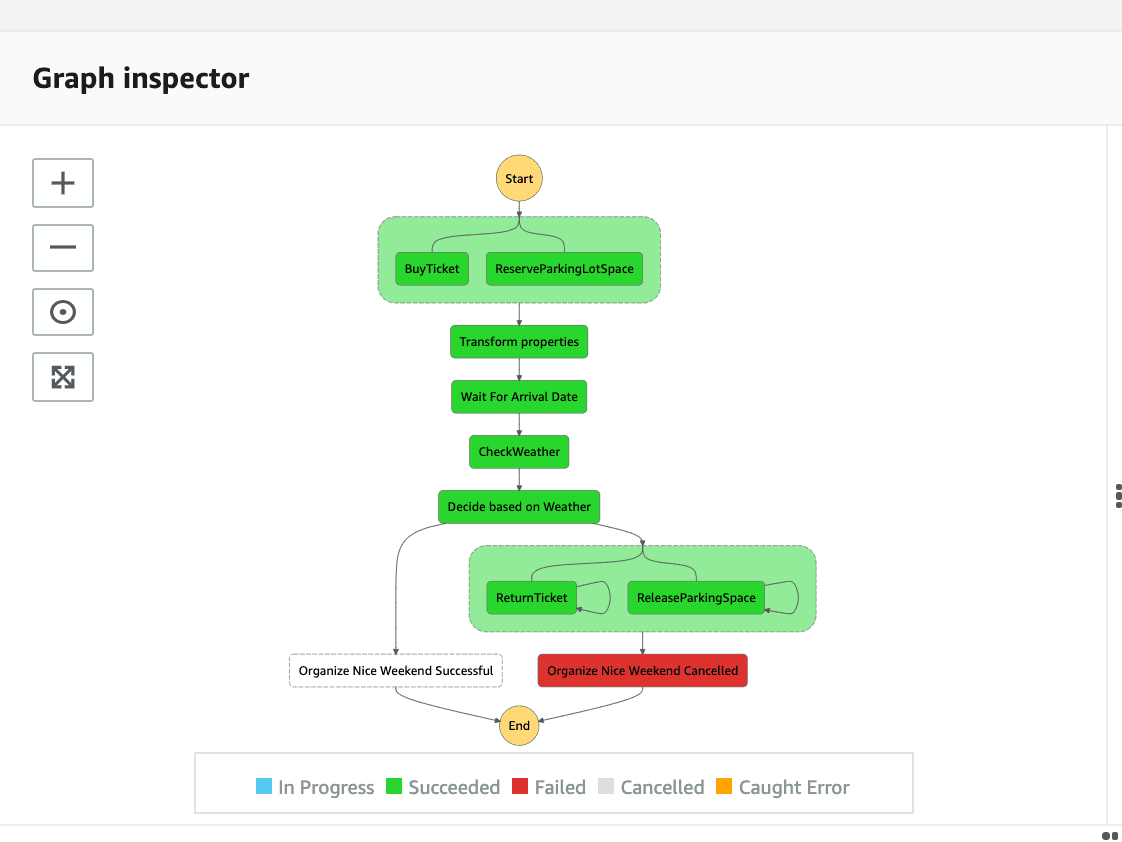 Graph inspector
Start
BuyTicket
ReserveParkingLotSpace
Transform properties
Wait For Arrival Date
CheckWeather
Decide based on Weather
ReturnTicket
ReleaseParkingSpace
Organize Nice Weekend Successful
Organize Nice Weekend Cancelled
End
In Progress Succeeded Failed Cancelled Caught Error